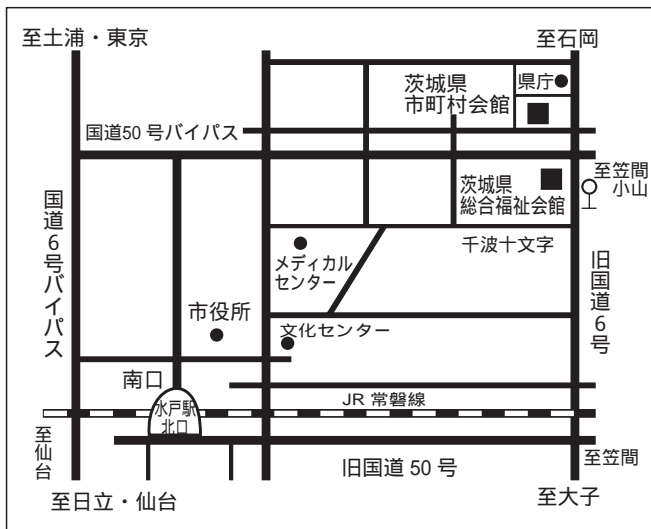 至土浦・東京
至石岡
茨城県
市町村会館
県庁
国道50号バイパス
至笠間
小山
茨城県
総合福祉会館
千波十文字
国道6号バイパス
メディカル
センター
旧国道6号
市役所
文化センター
南口
JR常磐線
水戸駅
北口
至仙台
旧国道50号
至笠間
至日立・仙台
至大子